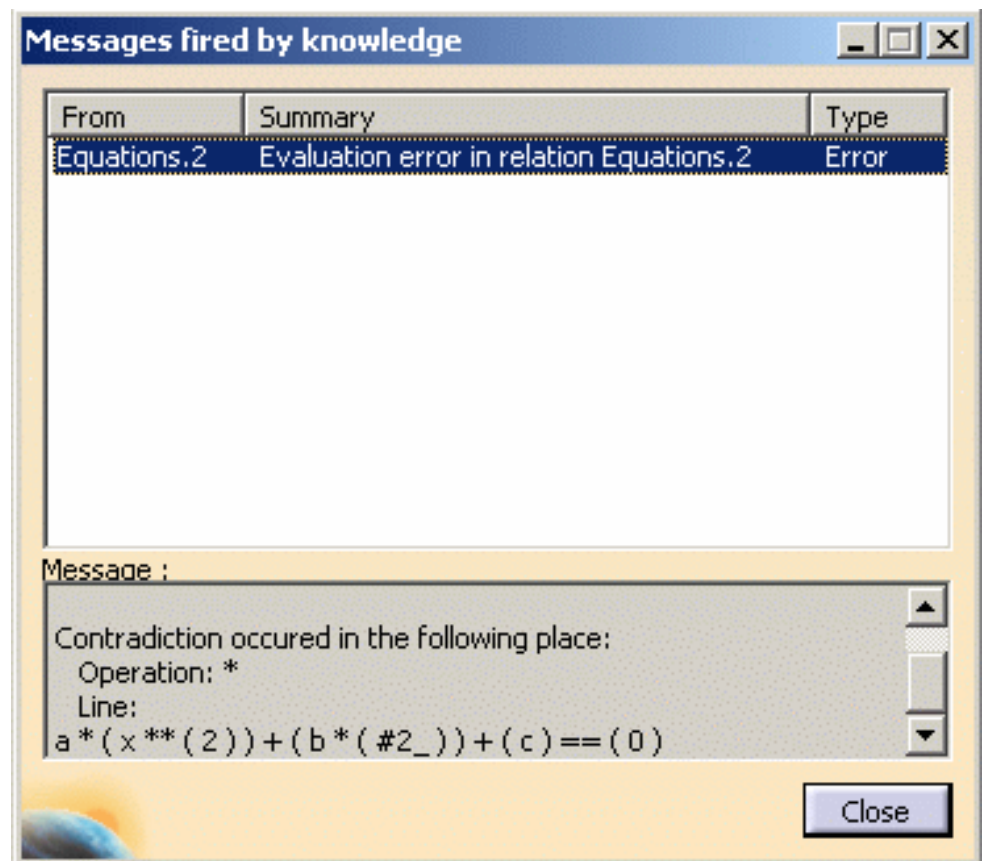 Messages fired by knowledge
From Summary Type
Equations.2 Evaluation error in relation Equations.2 Error
Message :
Contradiction occured in the following place:
Operation: *
Line:
a * ( x ** ( 2 ) ) + ( b * ( #2_ ) ) + ( c ) == ( 0 )
Close